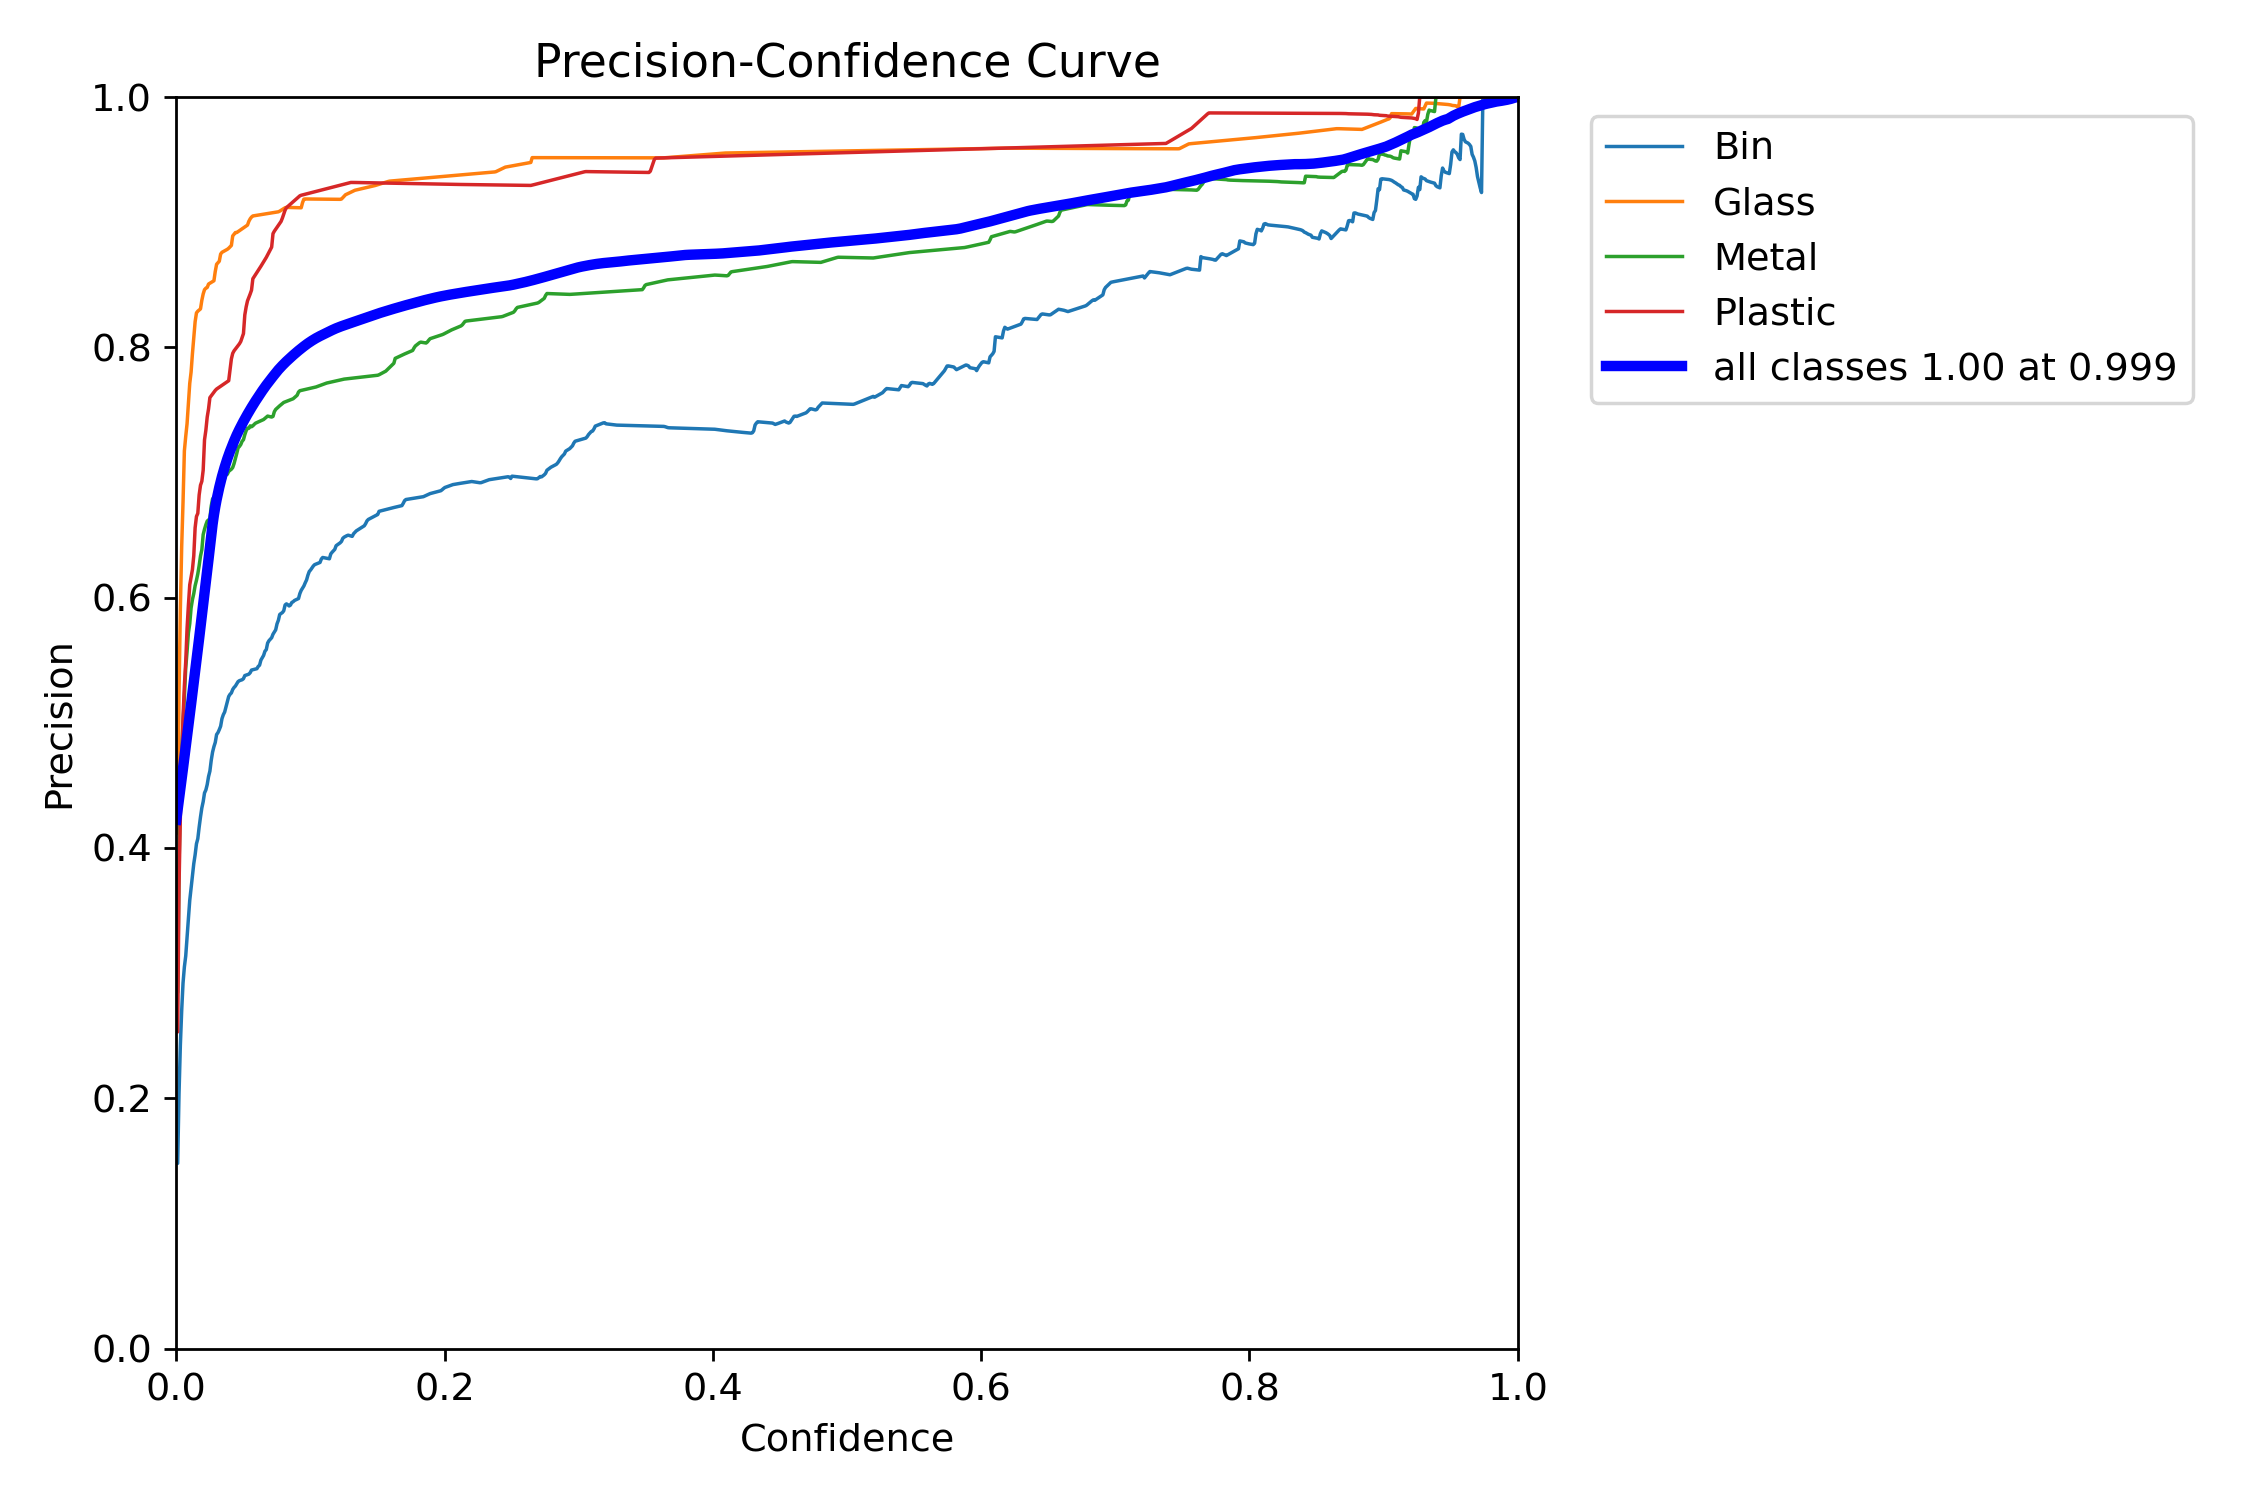 Precision-Confidence Curve
1.0
0.8
0.6
0.4
0.2
0.0
Precision
0.0 0.2 0.4 0.6 0.8 1.0
Confidence
Bin
Glass
Metal
Plastic
all classes 1.00 at 0.999